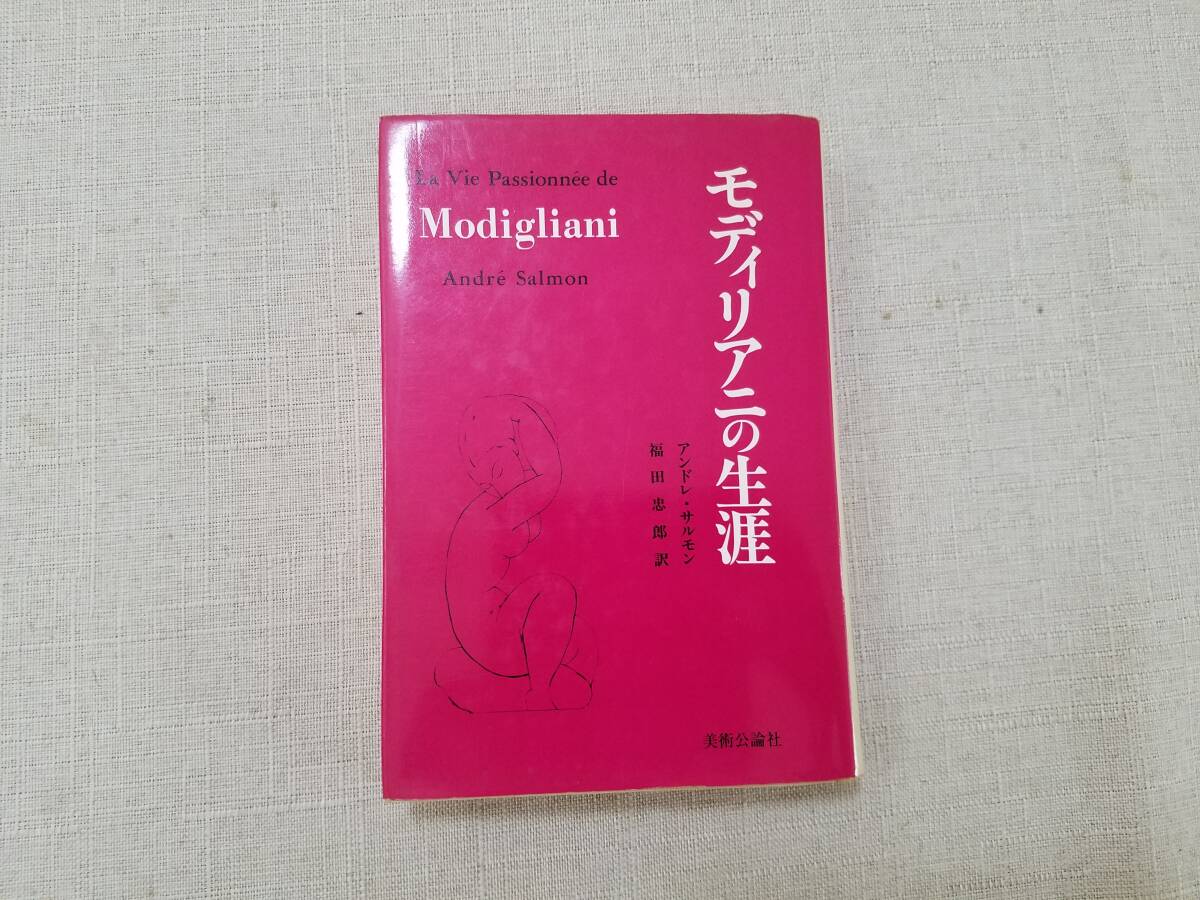 La Vie Passionnée de
Modigliani
André Salmon
モディリアニの生涯
アンドレ・サルモン
福田忠郎訳
美術公論社